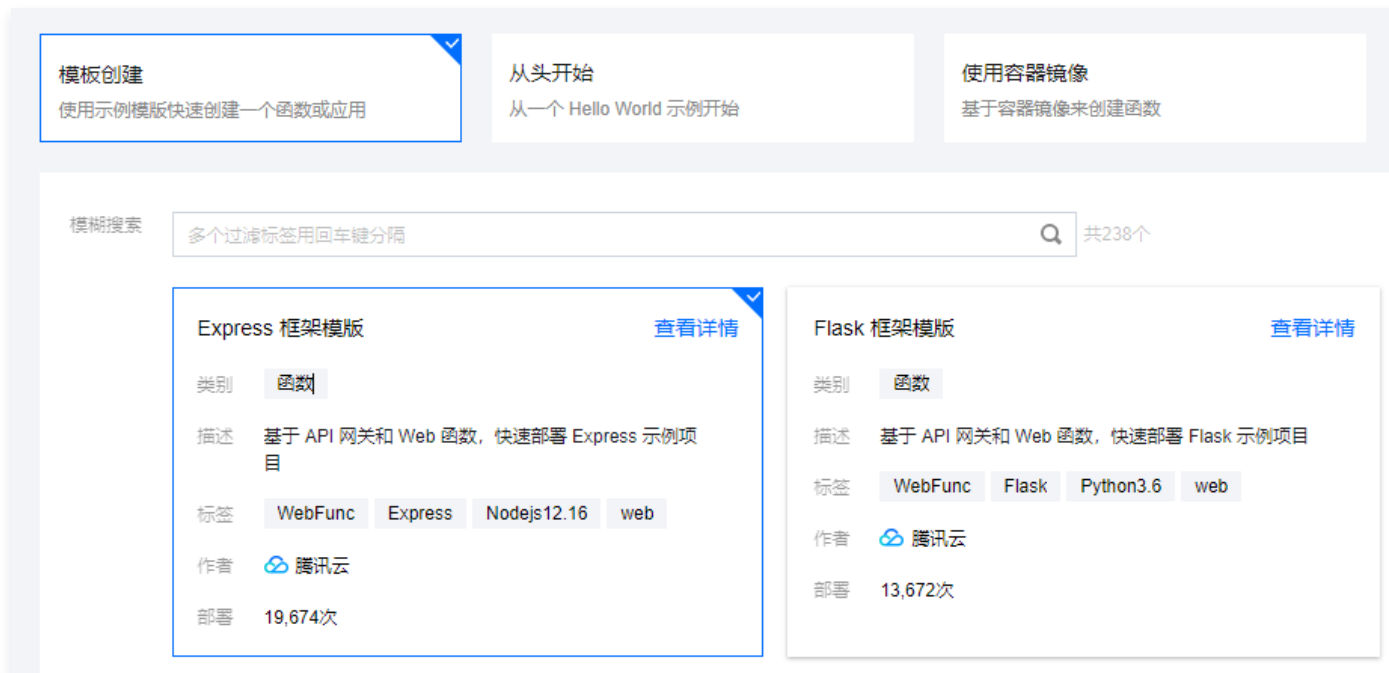 模板创建
使用示例模版快速创建一个函数或应用
从头开始
从一个 Hello World 示例开始
使用容器镜像
基于容器镜像来创建函数
模糊搜索
多个过滤标签用回车键分隔
共238个
Express 框架模版
查看详情
类别
函数
描述
基于 API 网关和 Web 函数，快速部署 Express 示例项
目
标签
WebFunc Express Nodejs12.16 web
作者
腾讯云
部署
19,674次
Flask 框架模版
查看详情
类别
函数
描述
基于 API 网关和 Web 函数，快速部署 Flask 示例项目
标签
WebFunc Flask Python3.6 web
作者
腾讯云
部署
13,672次